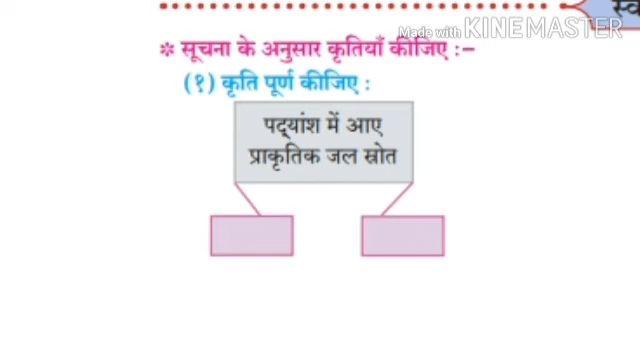 स्व
Made with KINEMASTER
* सूचना के अनुसार कृतियाँ कीजिए :–
(१) कृति पूर्ण कीजिए :
पद्यांश में आए
प्राकृतिक जल स्रोत